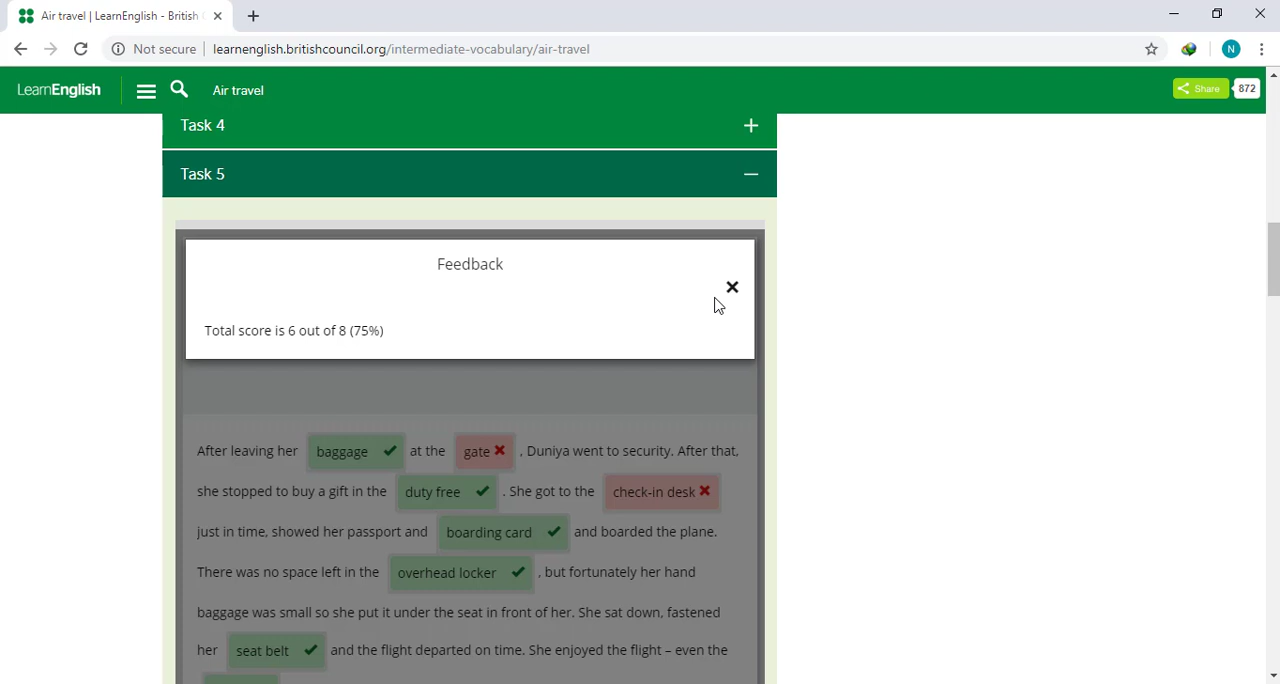 Air travel | LearnEnglish - British C
Not secure | learnenglish.britishcouncil.org/intermediate-vocabulary/air-travel
N
LearnEnglish
Air travel
Share
872
Task 4
Task 5
Feedback
Total score is 6 out of 8 (75%)
After leaving her baggage at the gate , Duniya went to security. After that,
she stopped to buy a gift in the duty free . She got to the check-in desk
just in time, showed her passport and boarding card and boarded the plane.
There was no space left in the overhead locker , but fortunately her hand
baggage was small so she put it under the seat in front of her. She sat down, fastened
her seat belt and the flight departed on time. She enjoyed the flight – even the